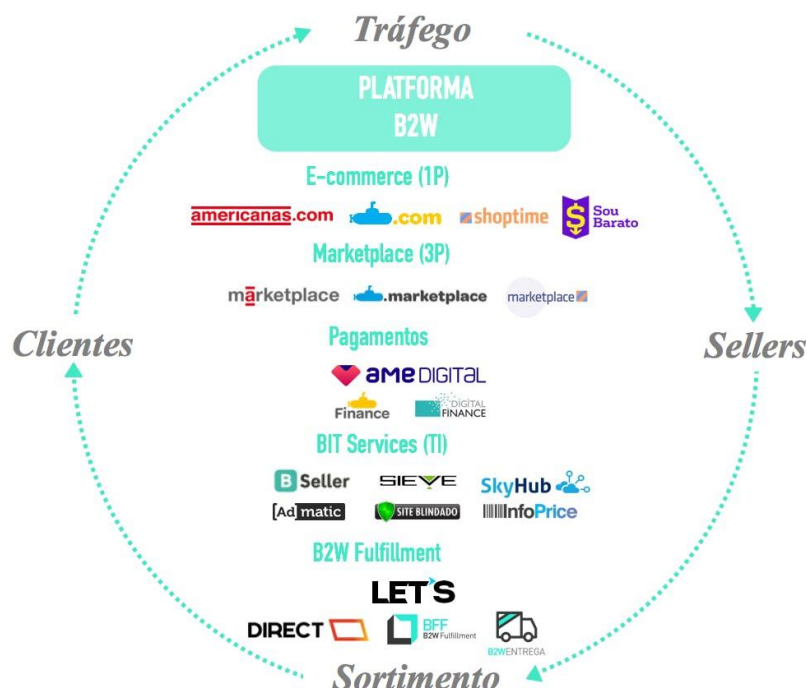 Tráfego
PLATFORMA
B2W
E-commerce (1P)
americanas.com .com shoptime Sou
Barato
Marketplace (3P)
marketplace .marketplace marketplace
Clientes
Sellers
Pagamentos
AME DIGITAL
Finance DIGITAL
FINANCE
BIT Services (TI)
B Seller SIEVE SkyHub
[Ad]matic SITE BLINDADO InfoPrice
B2W Fulfillment
LET'S
DIRECT BFF
B2W Fulfillment
B2WENTREGA
Sortimento